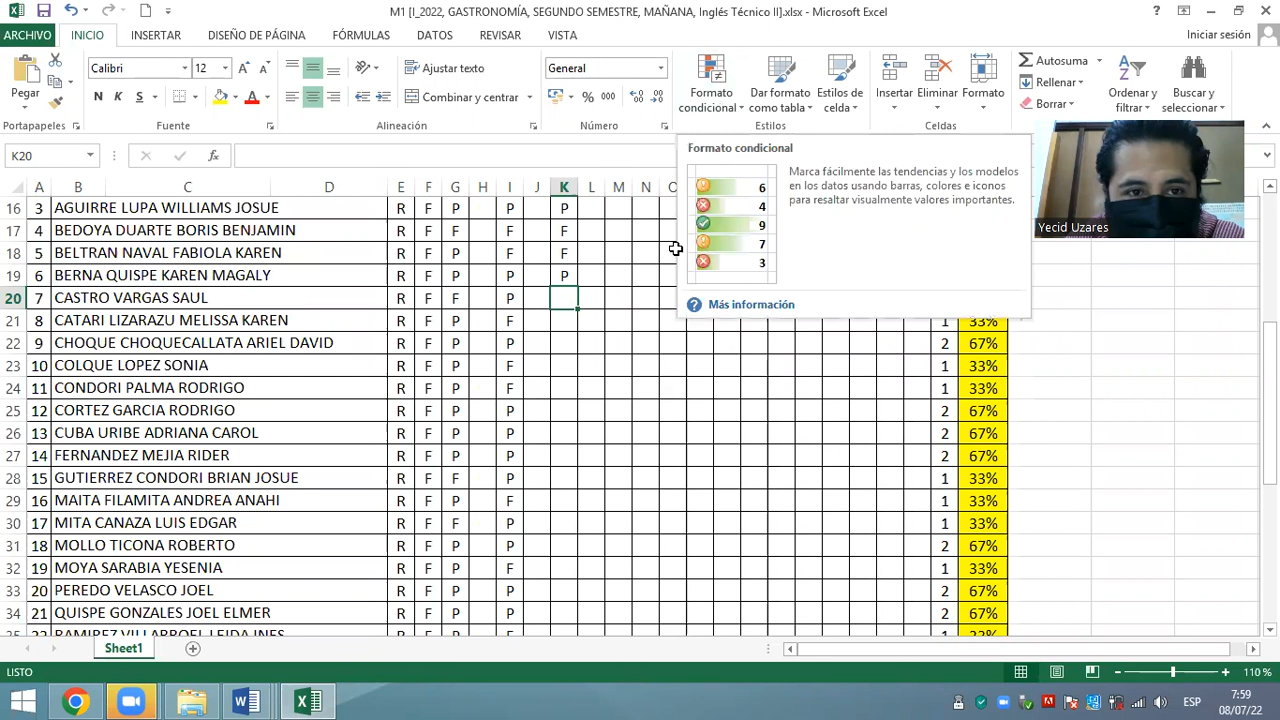 M1 [I_2022, GASTRONOMÍA, SEGUNDO SEMESTRE, MAÑANA, Inglés Técnico II].xlsx - Microsoft Excel
ARCHIVO INICIO INSERTAR DISEÑO DE PÁGINA FÓRMULAS DATOS REVISAR VISTA Iniciar sesión
Calibri 12 Ajustar texto General Autosuma
Pegar N K S Combinar y centrar % 000 Formato condicional Dar formato como tabla Estilos de celda Insertar Eliminar Formato Rellenar Borrar Ordenar y filtrar Buscar y seleccionar
Portapapeles Fuente Alineación Número Estilos Celdas
K20 fx
Formato condicional
Marca fácilmente las tendencias y los modelos
en los datos usando barras, colores e iconos
para resaltar visualmente valores importantes.
6
4
9
7
3
Más información
Yecid Uzares
A B C D E F G H I J K L M N O
16 3 AGUIRRE LUPA WILLIAMS JOSUE R F P P P
17 4 BEDOYA DUARTE BORIS BENJAMIN R F F F F
18 5 BELTRAN NAVAL FABIOLA KAREN R F P F F
19 6 BERNA QUISPE KAREN MAGALY R F P P P
20 7 CASTRO VARGAS SAUL R F F P
21 8 CATARI LIZARAZU MELISSA KAREN R F P F 1 33%
22 9 CHOQUE CHOQUECALLATA ARIEL DAVID R F P P 2 67%
23 10 COLQUE LOPEZ SONIA R F P F 1 33%
24 11 CONDORI PALMA RODRIGO R F P F 1 33%
25 12 CORTEZ GARCIA RODRIGO R F P P 2 67%
26 13 CUBA URIBE ADRIANA CAROL R F P P 2 67%
27 14 FERNANDEZ MEJIA RIDER R F P P 2 67%
28 15 GUTIERREZ CONDORI BRIAN JOSUE R F P F 1 33%
29 16 MAITA FILAMITA ANDREA ANAHI R F P F 1 33%
30 17 MITA CANAZA LUIS EDGAR R F F P 1 33%
31 18 MOLLO TICONA ROBERTO R F P P 2 67%
32 19 MOYA SARABIA YESENIA R F P F 1 33%
33 20 PEREDO VELASCO JOEL R F P P 2 67%
34 21 QUISPE GONZALES JOEL ELMER R F P P 2 67%
35 22 RAMIREZ VILLARROEL LEIDA INES R F P F 1 33%
Sheet1
LISTO 110 %
ESP 7:59
08/07/22